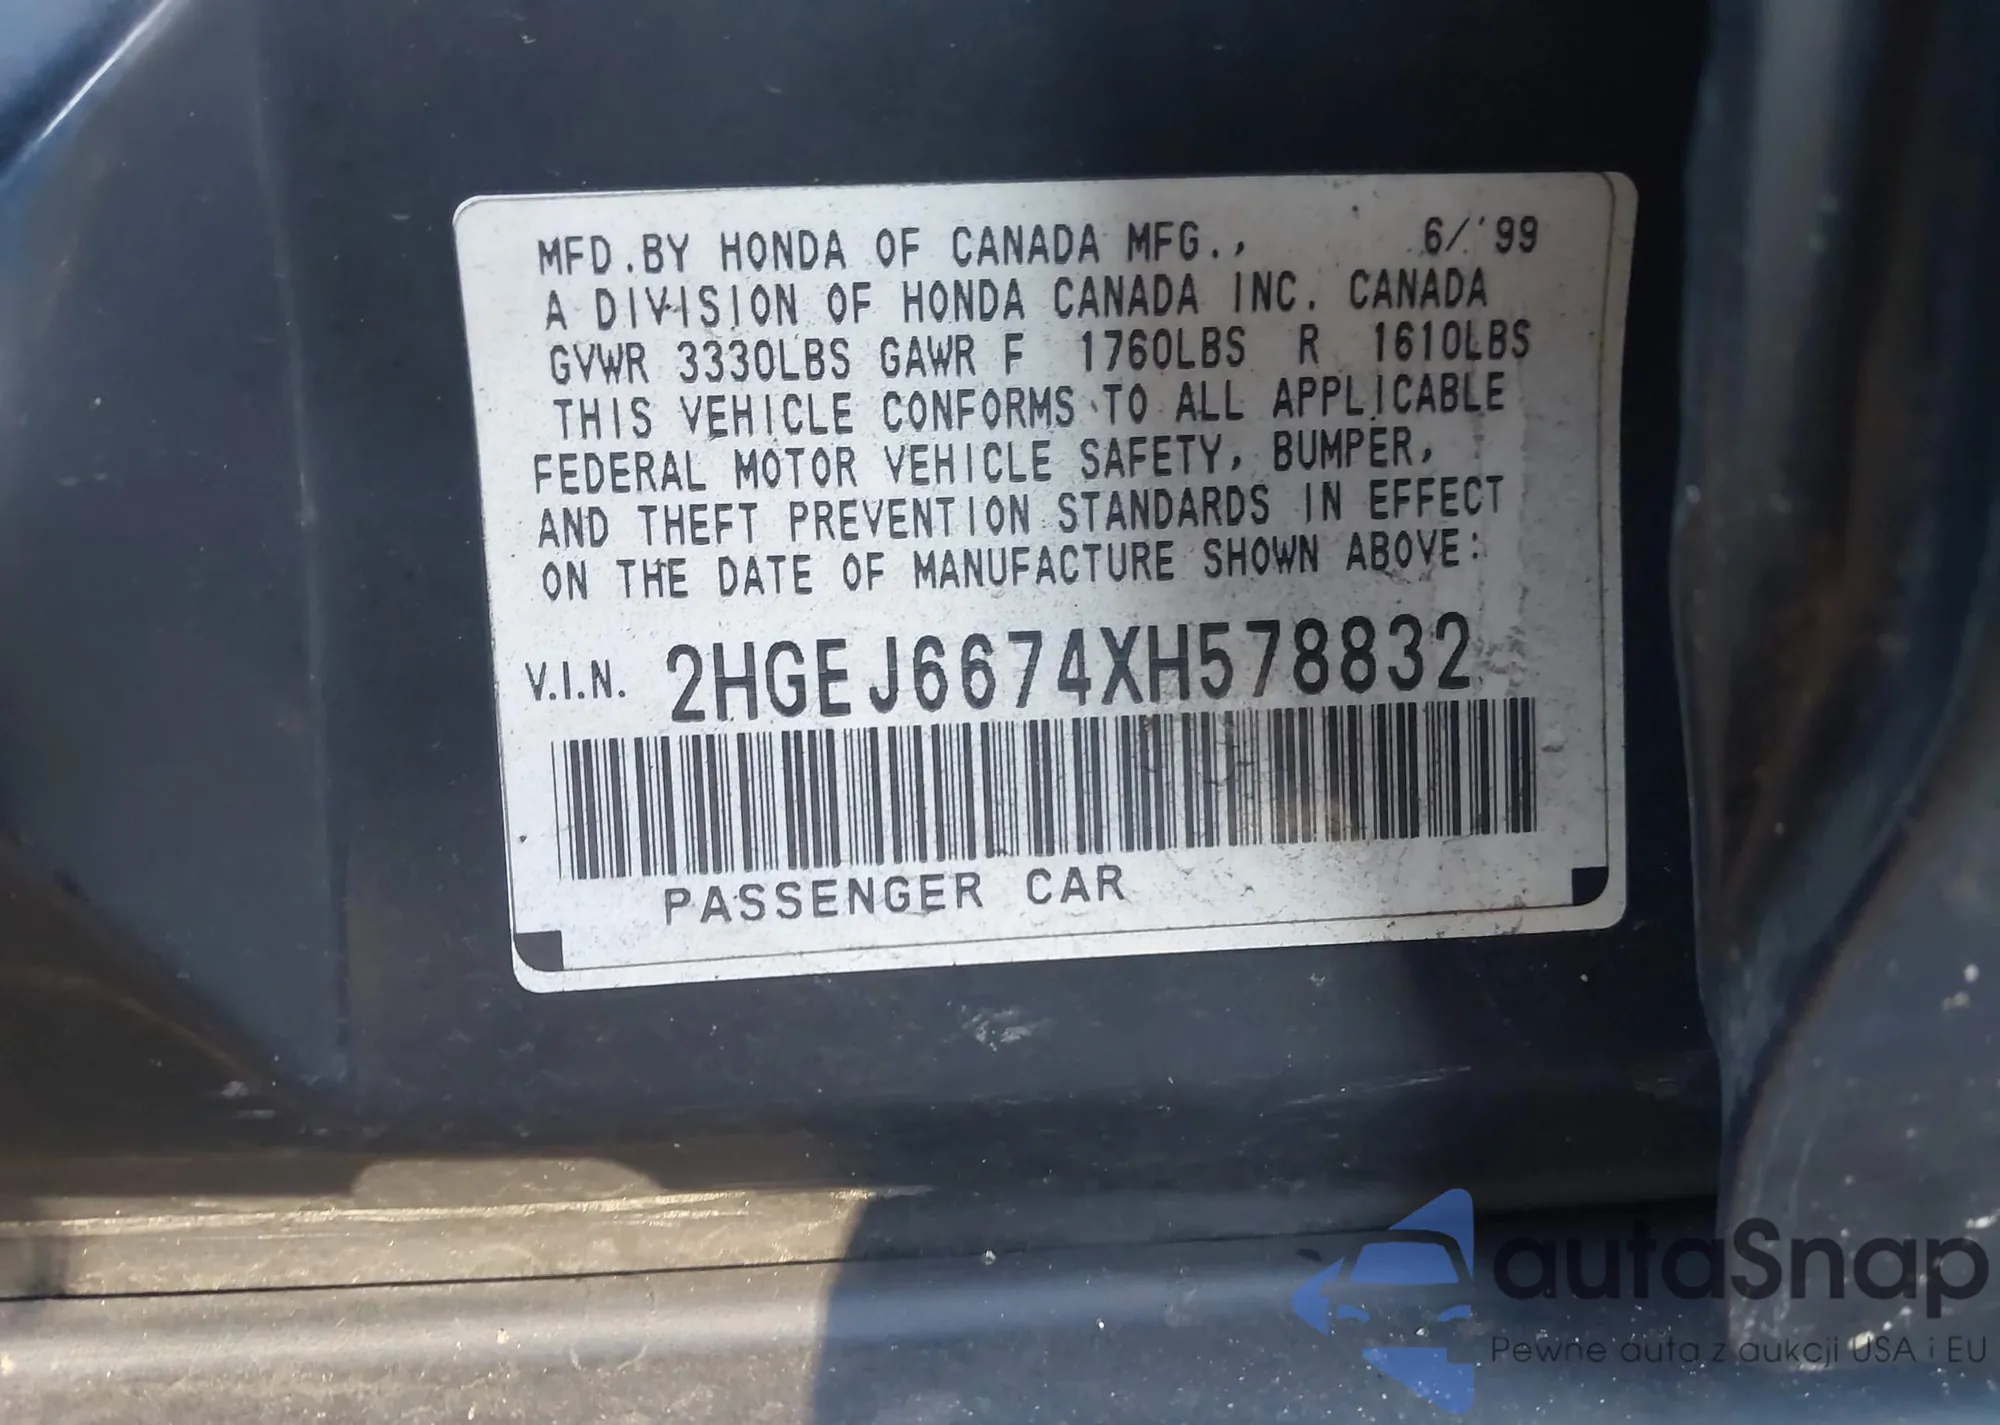 MFD.BY HONDA OF CANADA MFG., 6/'99
A DIVISION OF HONDA CANADA INC. CANADA
GVWR 3330LBS GAWR F 1760LBS R 1610LBS
THIS VEHICLE CONFORMS TO ALL APPLICABLE
FEDERAL MOTOR VEHICLE SAFETY, BUMPER,
AND THEFT PREVENTION STANDARDS IN EFFECT
ON THE DATE OF MANUFACTURE SHOWN ABOVE:
V.I.N. 2HGEJ6674XH578832
PASSENGER CAR
autaSnap
Pewne auta z aukcji USA i EU